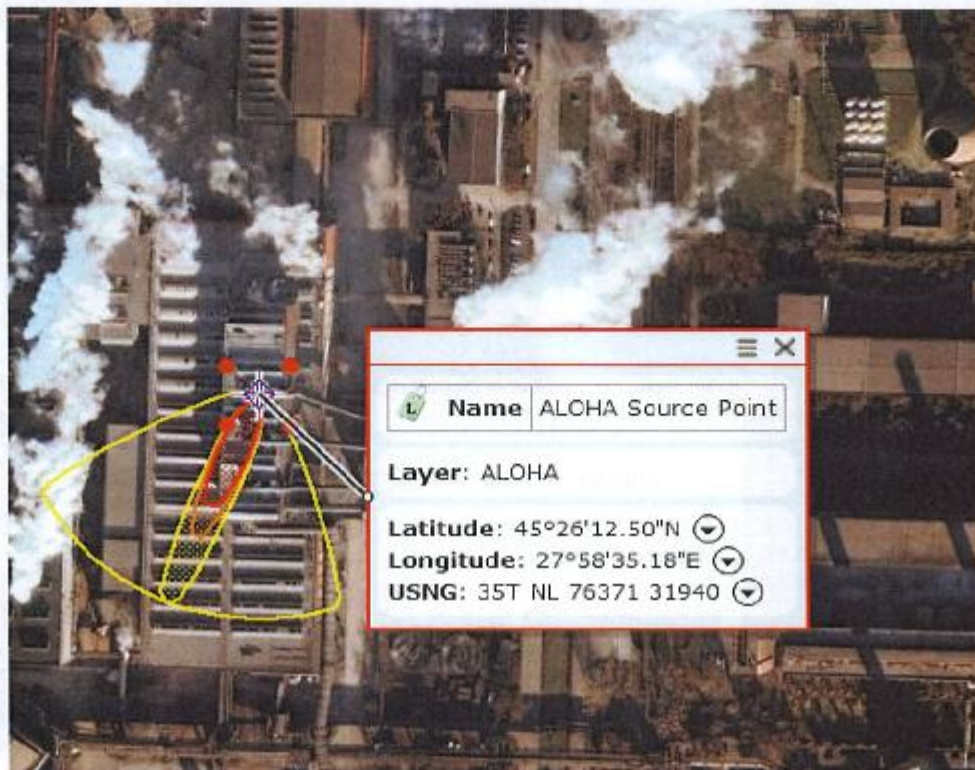 L Name ALOHA Source Point
Layer: ALOHA
Latitude: 45°26'12.50"N
Longitude: 27°58'35.18"E
USNG: 35T NL 76371 31940